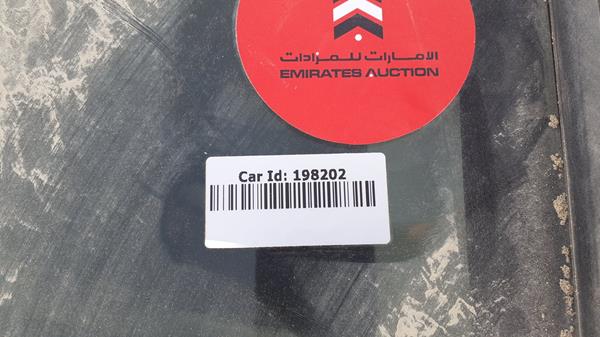 الامارات للمزادات
EMIRATES AUCTION
Car Id: 198202